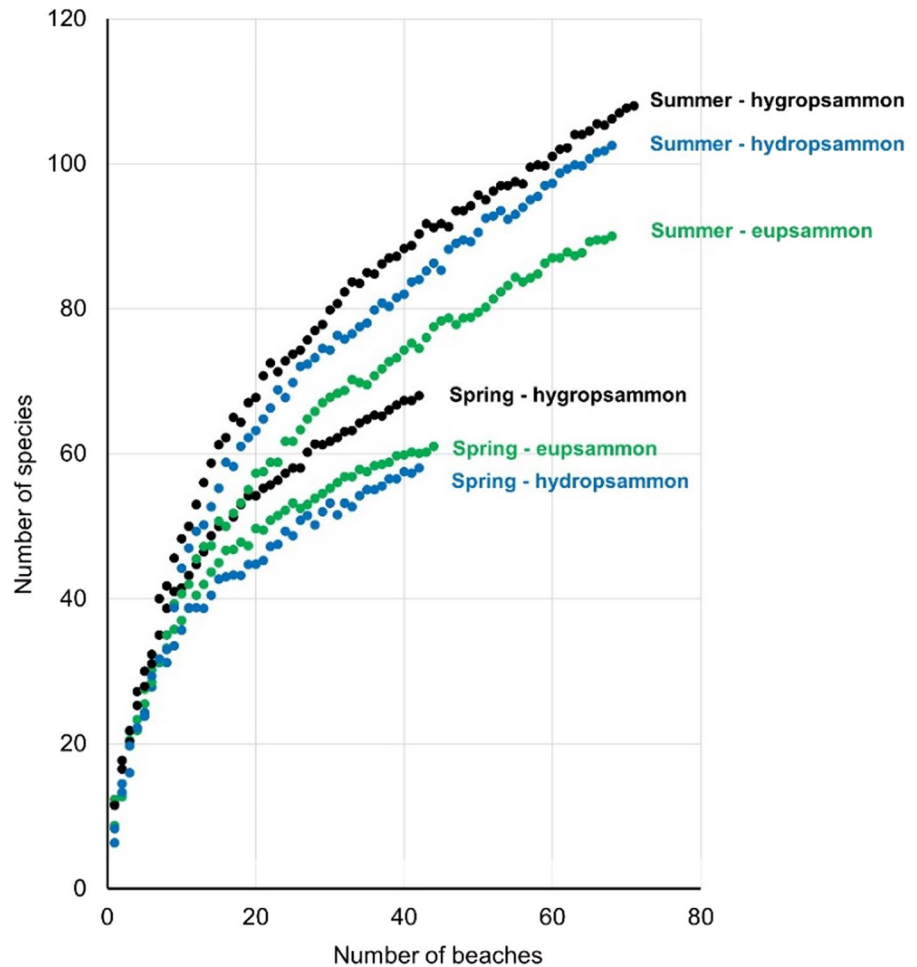 120
100
80
60
40
20
0
Number of species
Summer - hygropsammon
Summer - hydropsammon
Summer - eupsammon
Spring - hygropsammon
Spring - eupsammon
Spring - hydropsammon
0 20 40 60 80
Number of beaches